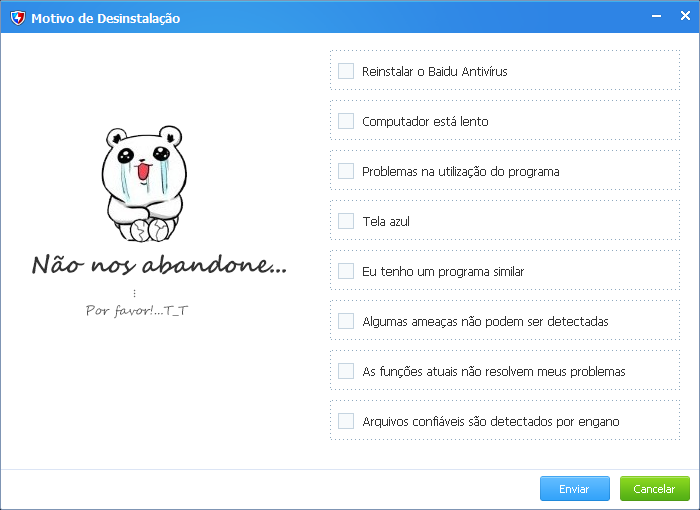 Motivo de Desinstalação
Não nos abandone...
Por favor!...T_T
Reinstalar o Baidu Antivírus
Computador está lento
Problemas na utilização do programa
Tela azul
Eu tenho um programa similar
Algumas ameaças não podem ser detectadas
As funções atuais não resolvem meus problemas
Arquivos confiáveis são detectados por engano
Enviar
Cancelar